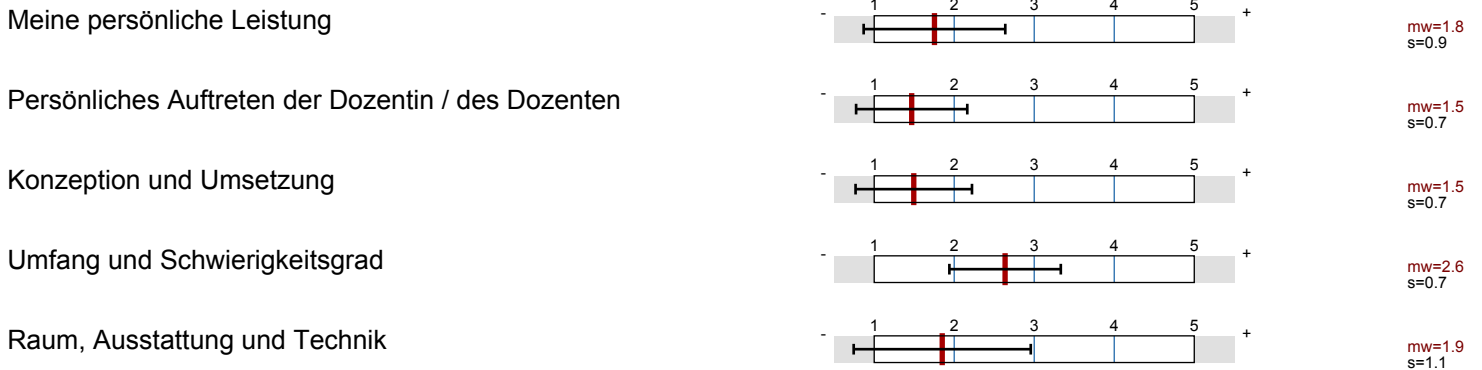 1 2 3 4 5
Meine persönliche Leistung - + mw=1.8
s=0.9
1 2 3 4 5
Persönliches Auftreten der Dozentin / des Dozenten - + mw=1.5
s=0.7
1 2 3 4 5
Konzeption und Umsetzung - + mw=1.5
s=0.7
1 2 3 4 5
Umfang und Schwierigkeitsgrad - + mw=2.6
s=0.7
1 2 3 4 5
Raum, Ausstattung und Technik - + mw=1.9
s=1.1